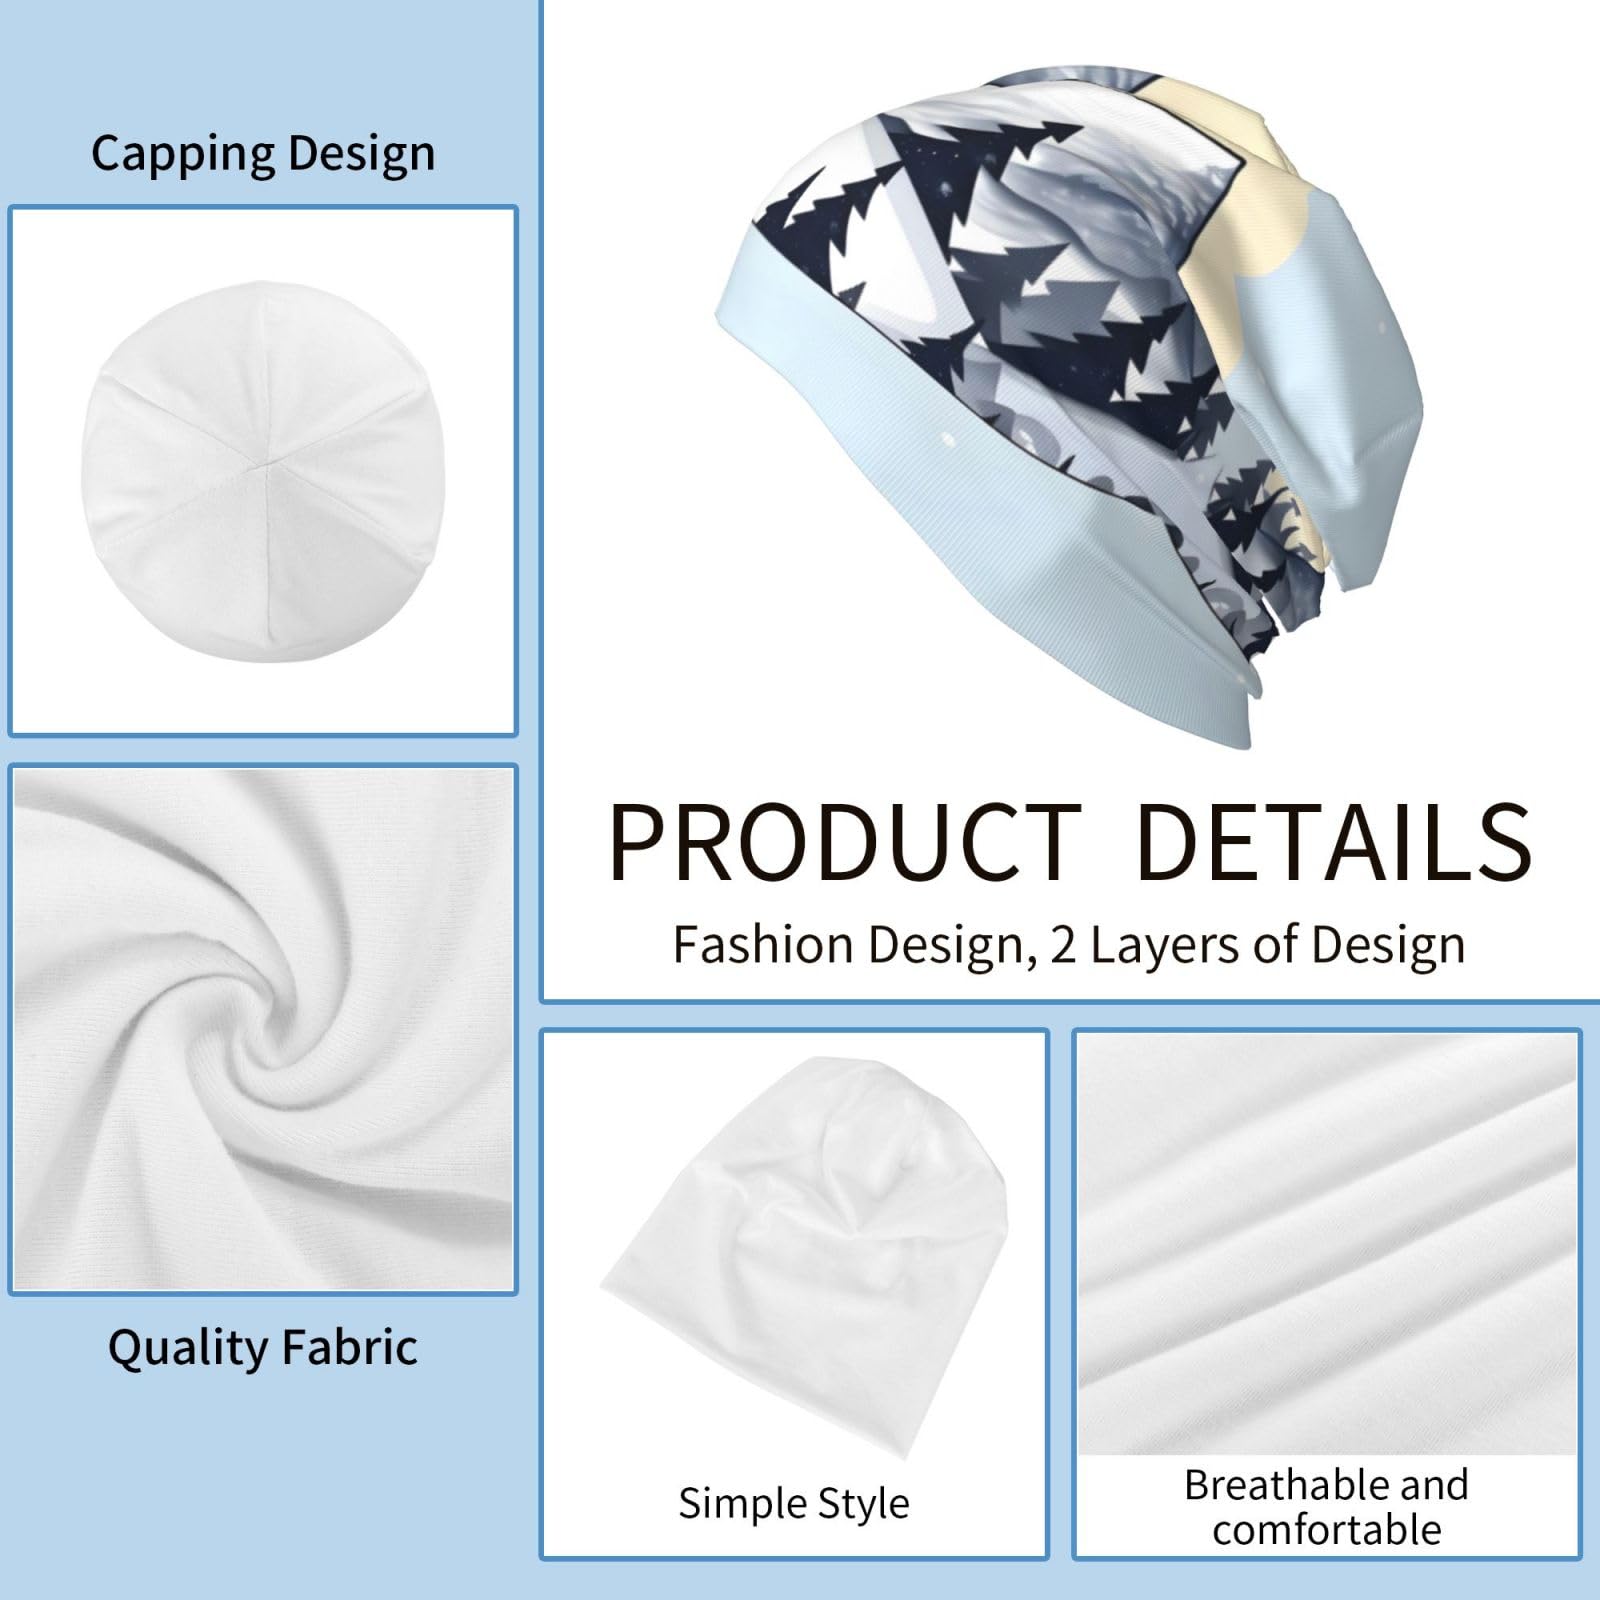 Capping Design
PRODUCT DETAILS
Fashion Design, 2 Layers of Design
Quality Fabric
Simple Style
Breathable and
comfortable